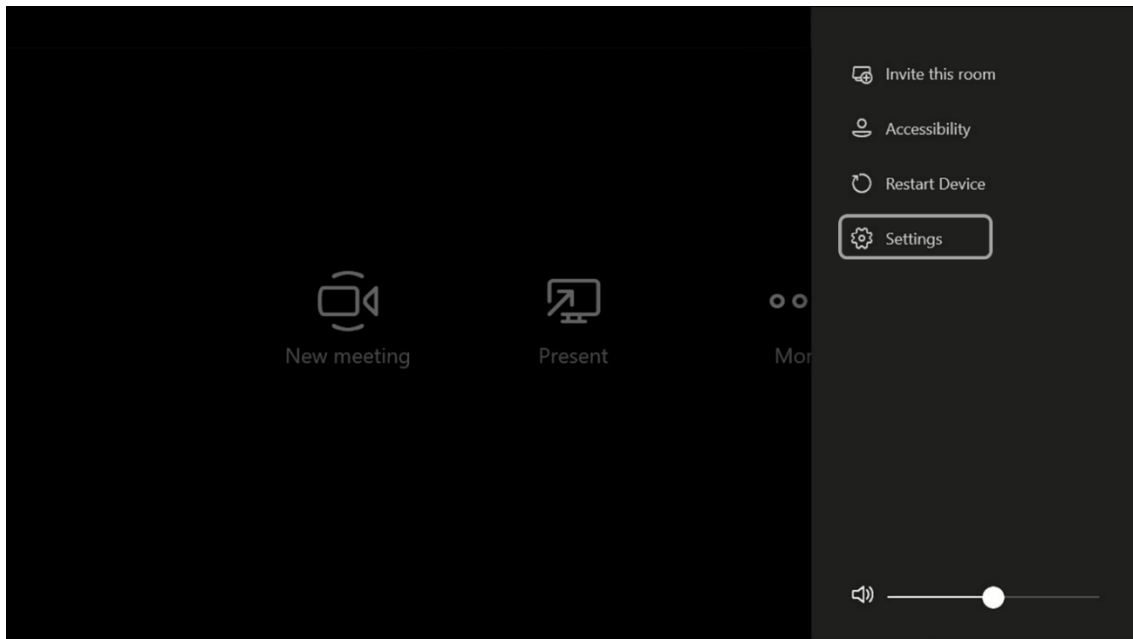 Invite this room
Accessibility
Restart Device
Settings
New meeting
Present